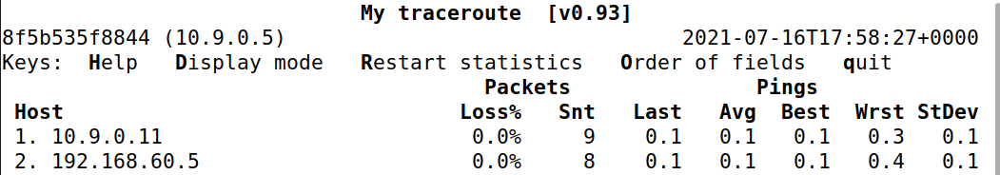 My traceroute [v0.93]
8f5b535f8844 (10.9.0.5) 2021-07-16T17:58:27+0000
Keys: Help Display mode Restart statistics Order of fields quit
Packets Pings
Host Loss% Snt Last Avg Best Wrst StDev
1. 10.9.0.11 0.0% 9 0.1 0.1 0.1 0.3 0.1
2. 192.168.60.5 0.0% 8 0.1 0.1 0.1 0.4 0.1